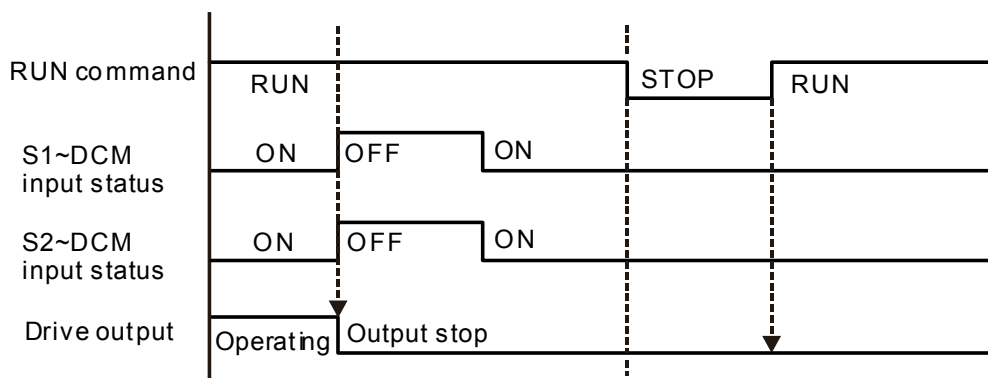 RUN command
RUN
STOP
RUN
S1~DCM
input status
ON
OFF
ON
S2~DCM
input status
ON
OFF
ON
Drive output
Operating
Output stop